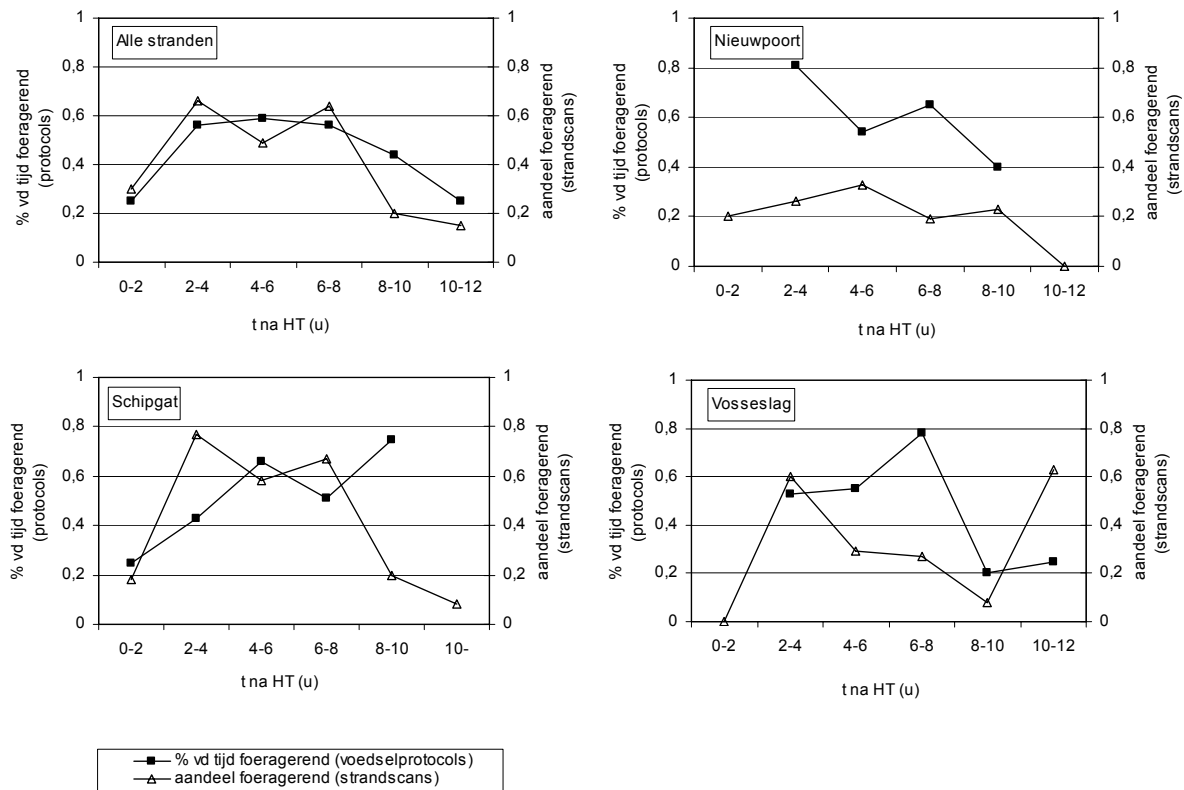 Alle stranden
% vd tijd foeragerend
(protocols)
aandeel foeragerend
(strandscans)
1
0,8
0,6
0,4
0,2
0
1
0,8
0,6
0,4
0,2
0
0-2 2-4 4-6 6-8 8-10 10-12
t na HT (u)
Nieuwpoort
% vd tijd foeragerend
(protocols)
aandeel foeragerend
(strandscans)
1
0,8
0,6
0,4
0,2
0
1
0,8
0,6
0,4
0,2
0
0-2 2-4 4-6 6-8 8-10 10-12
t na HT (u)
Schipgat
% vd tijd foeragerend
(protocols)
aandeel foeragerend
(strandscans)
1
0,8
0,6
0,4
0,2
0
1
0,8
0,6
0,4
0,2
0
0-2 2-4 4-6 6-8 8-10 10-
t na HT (u)
Vosseslag
% vd tijd foeragerend
(protocols)
aandeel foeragerend
(strandscans)
1
0,8
0,6
0,4
0,2
0
1
0,8
0,6
0,4
0,2
0
0-2 2-4 4-6 6-8 8-10 10-12
t na HT (u)
% vd tijd foeragerend (voedselprotocols)
aandeel foeragerend (strandscans)